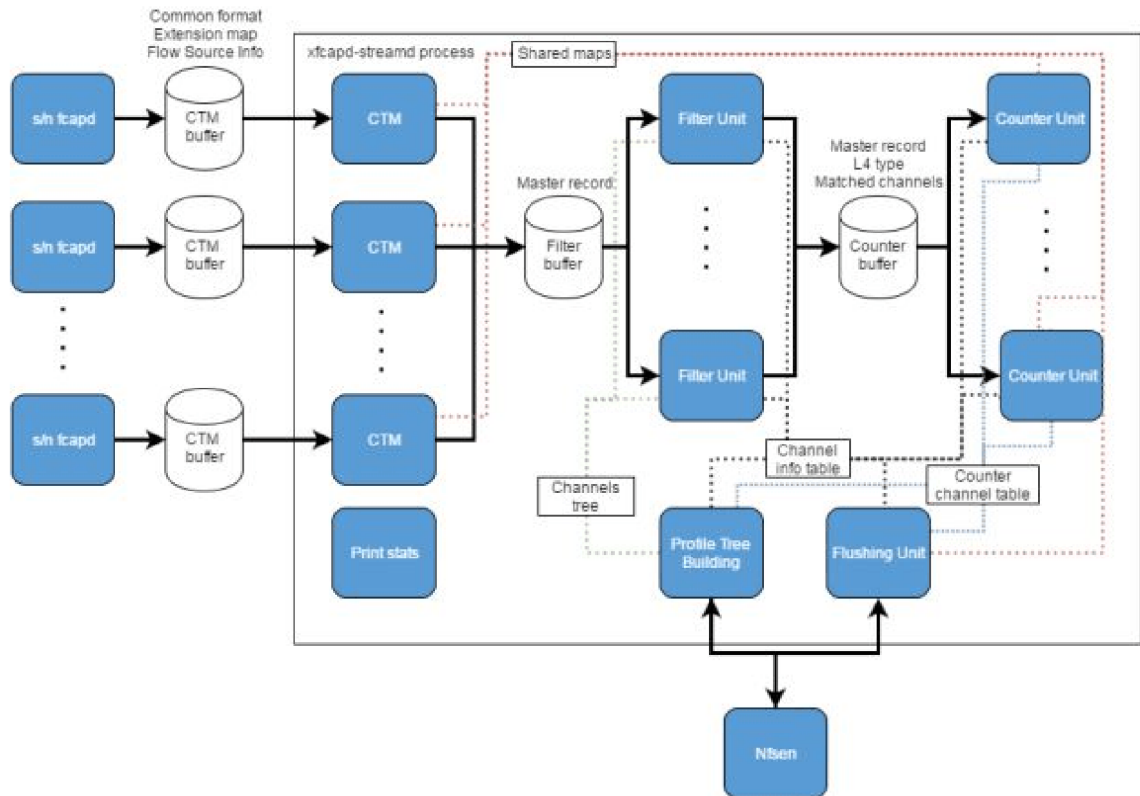 Common format
Extension map
Flow Source Info
xfcapd-streamd process
Shared maps
s/n fcapd
CTM
buffer
CTM
Filter Unit
Counter Unit
Master record
L4 type
Matched channels
Master record
s/n fcapd
CTM
buffer
CTM
Filter
buffer
Counter
buffer
Filter Unit
Counter Unit
s/n fcapd
CTM
buffer
CTM
Channel
info table
Counter
channel table
Channels
tree
Print stats
Profile Tree
Building
Flushing Unit
Nfsen